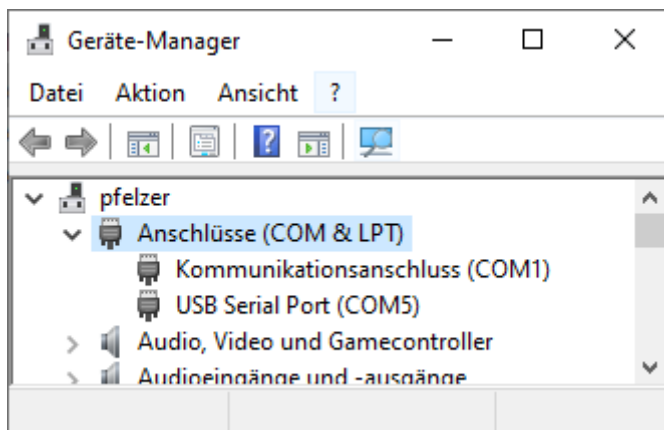 Geräte-Manager
Datei Aktion Ansicht ?
pfelzer
Anschlüsse (COM & LPT)
Kommunikationsanschluss (COM1)
USB Serial Port (COM5)
Audio, Video und Gamecontroller
Audioeingänge und -ausgänge